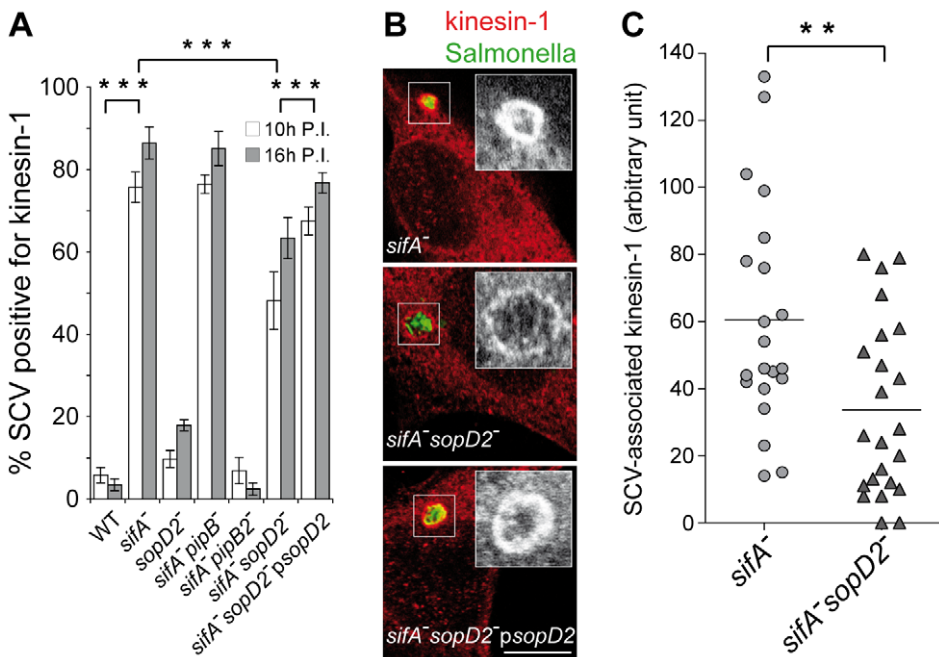 A
% SCV positive for kinesin-1
100
80
60
40
20
0
* * *
* * *
* * *
10h P.I.
16h P.I.
WT
sifA⁻
sopD2⁻
sifA⁻pipB⁻
sifA⁻pipB2⁻
sifA⁻sopD2⁻
sifA⁻sopD2⁻psopD2
B
kinesin-1
Salmonella
sifA⁻
sifA⁻sopD2⁻
sifA⁻sopD2⁻psopD2
C
SCV-associated kinesin-1 (arbitrary unit)
140
120
100
80
60
40
20
0
* *
sifA⁻
sifA⁻sopD2⁻